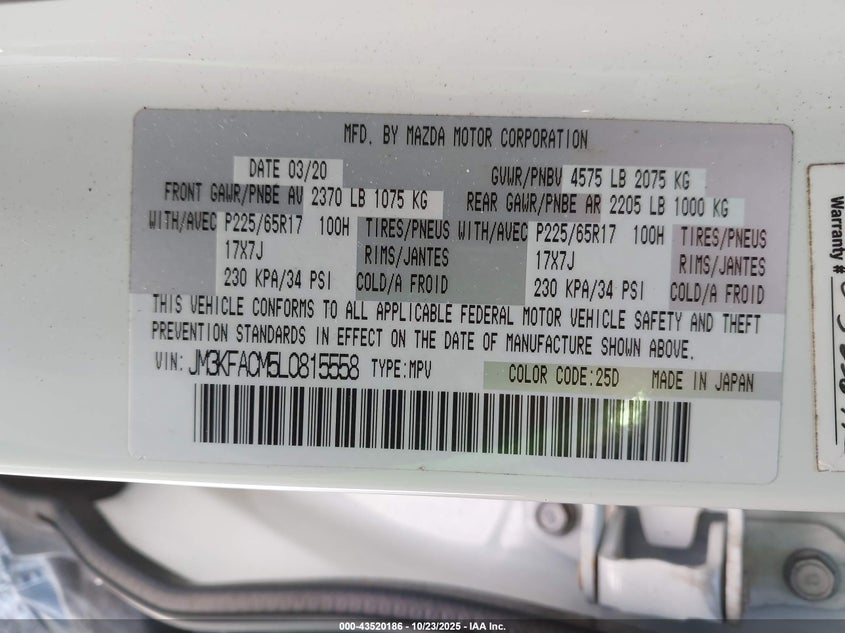 MFD. BY MAZDA MOTOR CORPORATION
DATE 03/20 GVWR/PNBV 4575 LB 2075 KG
FRONT GAWR/PNBE AV 2370 LB 1075 KG REAR GAWR/PNBE AR 2205 LB 1000 KG
WITH/AVEC P225/65R17 100H TIRES/PNEUS WITH/AVEC P225/65R17 100H TIRES/PNEUS
17X7J RIMS/JANTES 17X7J RIMS/JANTES
230 KPA/34 PSI COLD/A FROID 230 KPA/34 PSI COLD/A FROID
THIS VEHICLE CONFORMS TO ALL APPLICABLE FEDERAL MOTOR VEHICLE SAFETY AND THEFT
PREVENTION STANDARDS IN EFFECT ON THE DATE OF MANUFACTURE SHOWN ABOVE.
VIN: JM3KFACM5L0815558 TYPE:MPV COLOR CODE:25D MADE IN JAPAN
Warranty #
000-43520186 - 10/23/2025 - IAA Inc.